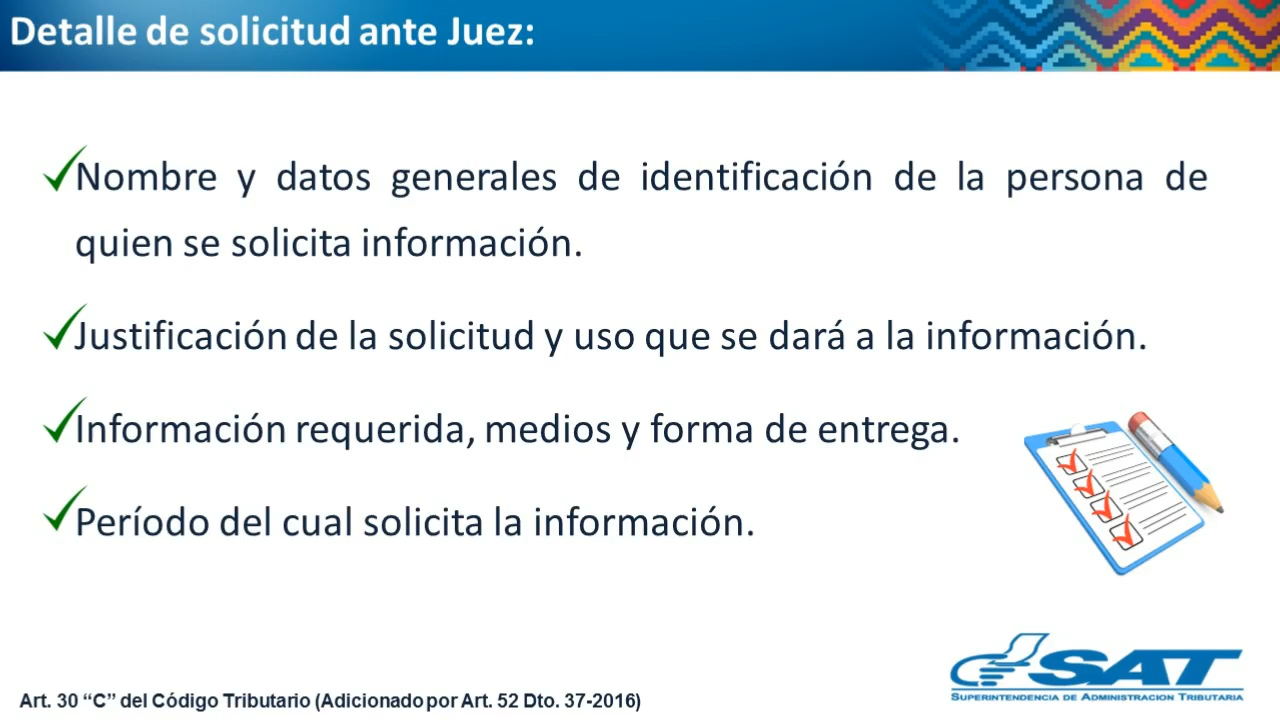 Detalle de solicitud ante Juez:
Nombre y datos generales de identificación de la persona de
quien se solicita información.
Justificación de la solicitud y uso que se dará a la información.
Información requerida, medios y forma de entrega.
Período del cual solicita la información.
SAT
SUPERINTENDENCIA DE ADMINISTRACION TRIBUTARIA
Art. 30 “C” del Código Tributario (Adicionado por Art. 52 Dto. 37-2016)